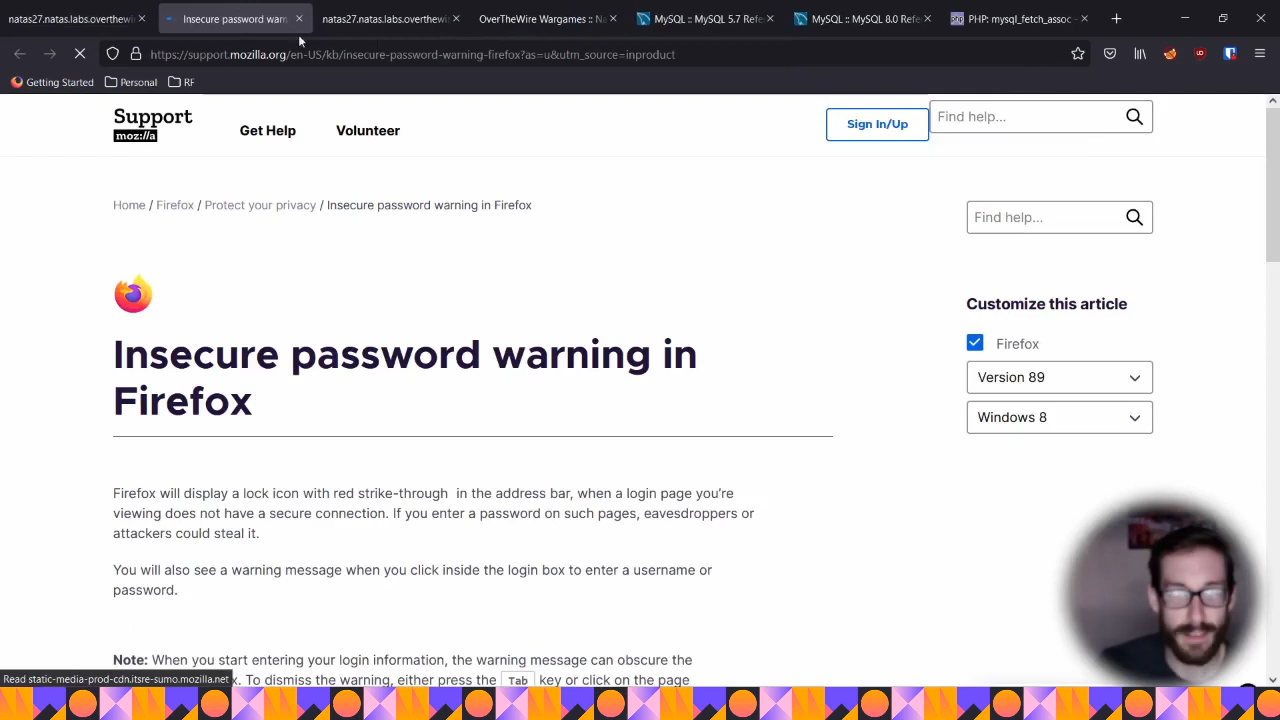 natas27.natas.labs.overthewi
Insecure password warn
natas27.natas.labs.overthewi
OverTheWire Wargames :: N
MySQL :: MySQL 5.7 Refe
MySQL :: MySQL 8.0 Refe
php
PHP: mysql_fetch_assoc -
https://support.mozilla.org/en-US/kb/insecure-password-warning-firefox?as=u&utm_source=inproduct
Getting Started
Personal
RF
Support
moz://a
Get Help
Volunteer
Sign In/Up
Find help...
Home / Firefox / Protect your privacy / Insecure password warning in Firefox
Find help...
Customize this article
Firefox
Version 89
Windows 8
Insecure password warning in
Firefox
Firefox will display a lock icon with red strike-through in the address bar, when a login page you’re
viewing does not have a secure connection. If you enter a password on such pages, eavesdroppers or
attackers could steal it.
You will also see a warning message when you click inside the login box to enter a username or
password.
Note: When you start entering your login information, the warning message can obscure the
x. To dismiss the warning, either press the Tab key or click on the page
Read static-media-prod-cdn.itsre-sumo.mozilla.net